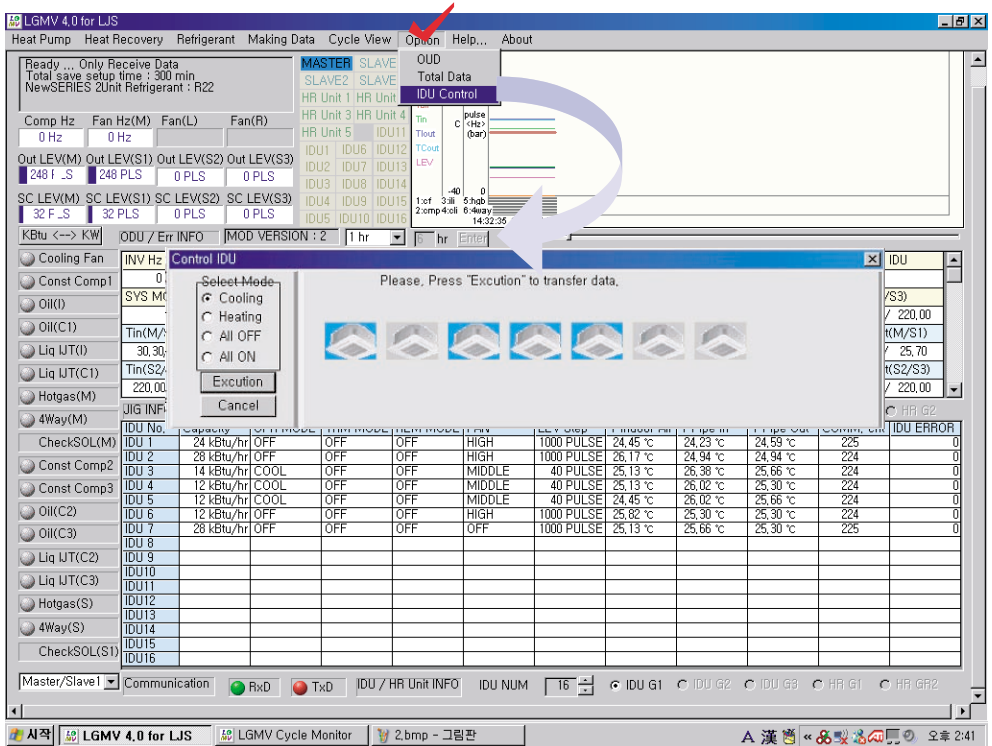 LGMV 4,0 for LJS
Heat Pump Heat Recovery Refrigerant Making Data Cycle View Option Help,,, About
OUD
Total Data
IDU Control
Ready ,,, Only Receive Data
Total save setup time : 300 min
NewSERIES 2Unit Refrigerant : R22
MASTER SLAVE
SLAVE2 SLAVE
HR Unit 1 HR Unit
HR Unit 3 HR Unit 4
HR Unit 5 IDU11
IDU1 IDU6 IDU12
IDU2 IDU7 IDU13
IDU3 IDU8 IDU14
IDU4 IDU9 IDU15
IDU5 IDU10 IDU16
Tin C pulse
<Hz>
Tlout (bar)
TCout
LEV
-40 0
1:cf 3:ili 5:hgb
2:cmp 4:cli 6:4way
14:32:35
Comp Hz Fan Hz(M) Fan(L) Fan(R)
0 Hz 0 Hz
Out LEV(M) Out LEV(S1) Out LEV(S2) Out LEV(S3)
248 PLS 0 PLS 0 PLS
SC LEV(M) SC LEV(S1) SC LEV(S2) SC LEV(S3)
32 PLS 0 PLS 0 PLS
KBtu <--> KW ODU / Err INFO MOD VERSION : 2 1 hr 6 hr Enter
Cooling Fan
Const Comp1
Oil(I)
Oil(C1)
Liq IJT(I)
Liq IJT(C1)
Hotgas(M)
4Way(M)
CheckSOL(M)
Const Comp2
Const Comp3
Oil(C2)
Oil(C3)
Liq IJT(C2)
Liq IJT(C3)
Hotgas(S)
4Way(S)
CheckSOL(S1)
INV Hz
0
Tin(M/
30,30
Tin(S2/
220,00
IDU
/S3)
/ 220,00
t(M/S1)
/ 25,70
t(S2/S3)
/ 220,00
HR G2
Control IDU
Select Mode
Cooling
Heating
All OFF
All ON
Excution
Cancel
Please, Press "Excution" to transfer data,
IDU No, Capacity COMM, IDU ERROR
IDU 1 24 kBtu/hr OFF OFF OFF HIGH 1000 PULSE 24,45 ℃ 24,23 ℃ 24,59 ℃ 225 0
IDU 2 28 kBtu/hr OFF OFF OFF HIGH 1000 PULSE 26,17 ℃ 24,94 ℃ 24,94 ℃ 224 0
IDU 3 14 kBtu/hr COOL OFF OFF MIDDLE 40 PULSE 25,13 ℃ 26,38 ℃ 25,66 ℃ 224 0
IDU 4 12 kBtu/hr COOL OFF OFF MIDDLE 40 PULSE 25,13 ℃ 26,02 ℃ 25,30 ℃ 224 0
IDU 5 12 kBtu/hr COOL OFF OFF MIDDLE 40 PULSE 24,45 ℃ 26,02 ℃ 25,66 ℃ 224 0
IDU 6 12 kBtu/hr OFF OFF OFF HIGH 1000 PULSE 25,82 ℃ 25,30 ℃ 25,30 ℃ 224 0
IDU 7 28 kBtu/hr OFF OFF OFF OFF 1000 PULSE 25,13 ℃ 25,66 ℃ 25,30 ℃ 225 0
IDU 8
IDU 9
IDU10
IDU11
IDU12
IDU13
IDU14
IDU15
IDU16
Master/Slave1 Communication RxD TxD IDU / HR Unit INFO IDU NUM 16 IDU G1 IDU G2 IDU G3 HR G1 HR GR2
시작 LGMV 4,0 for LJS LGMV Cycle Monitor 2,bmp - 그림판 A 漢 « 오후 2:41